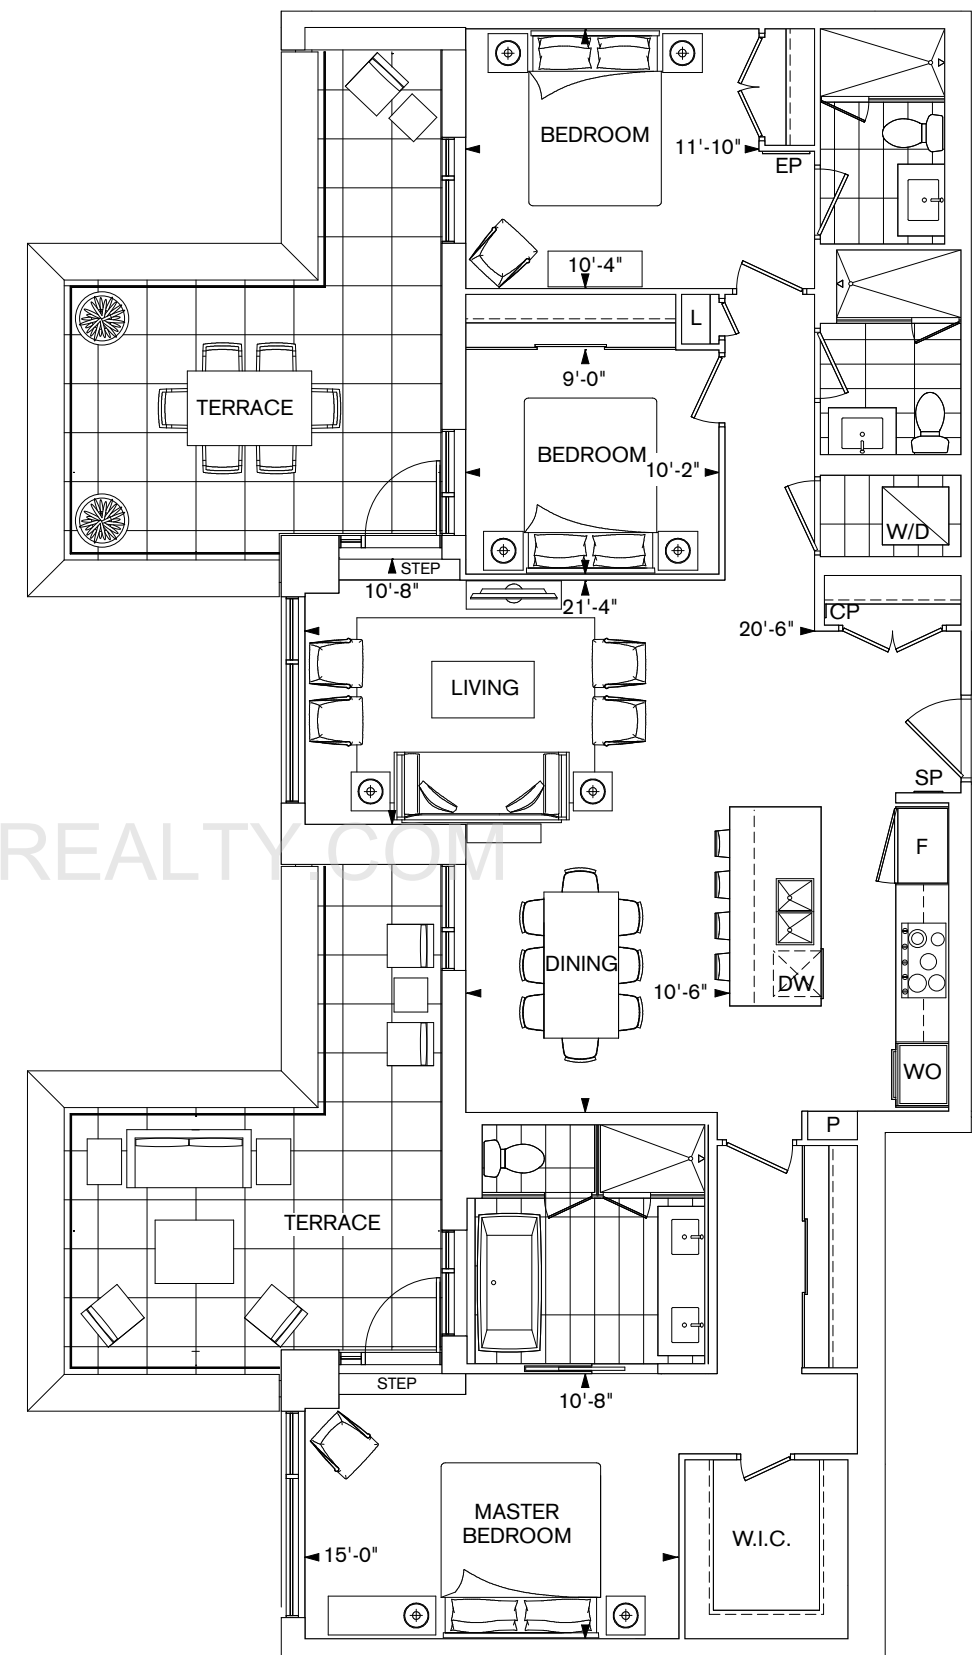 BEDROOM
11'-10"
EP
10'-4"
L
9'-0"
TERRACE
BEDROOM
10'-2"
W/D
STEP
10'-8"
21'-4"
CP
20'-6"
LIVING
SP
REALTY.COM
F
DINING
10'-6"
DW
WO
P
TERRACE
STEP
10'-8"
MASTER
BEDROOM
W.I.C.
15'-0"